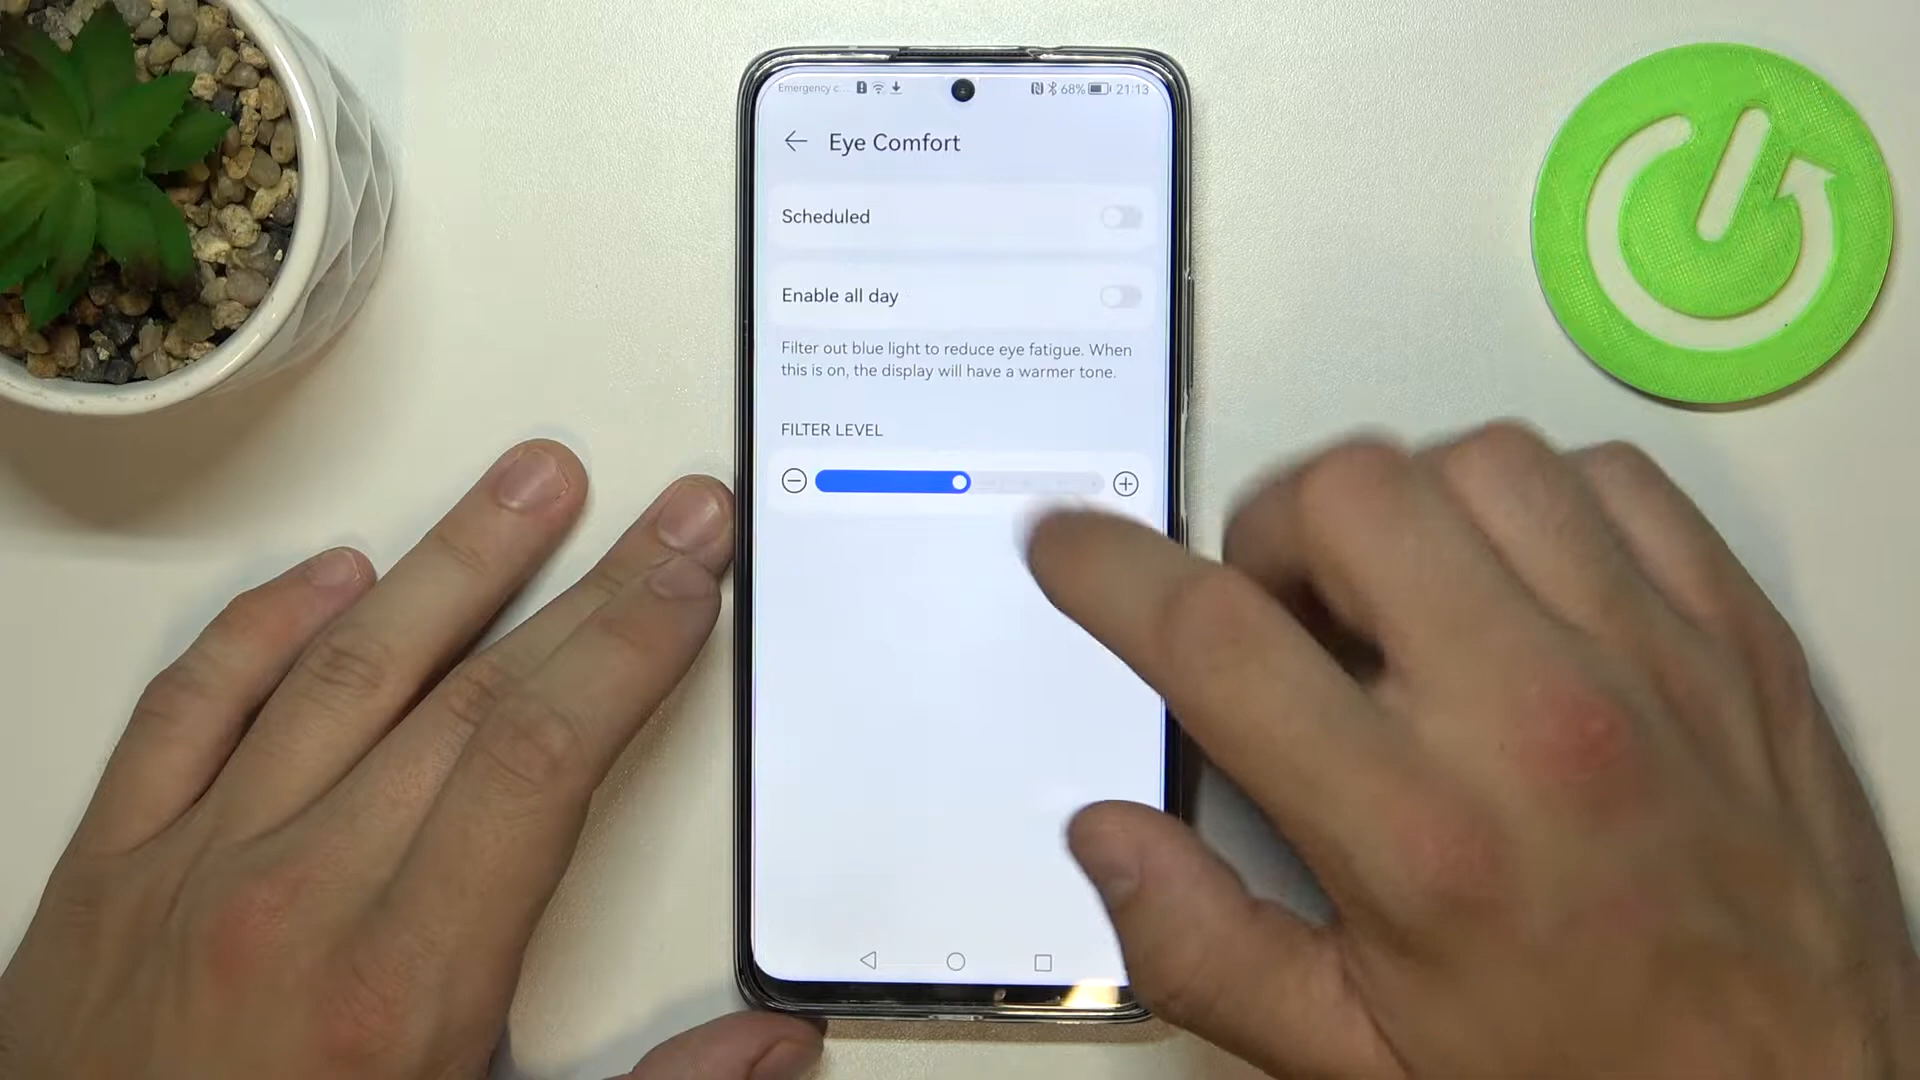 Emergency c...
68%
21:13
Eye Comfort
Scheduled
Enable all day
Filter out blue light to reduce eye fatigue. When
this is on, the display will have a warmer tone.
FILTER LEVEL